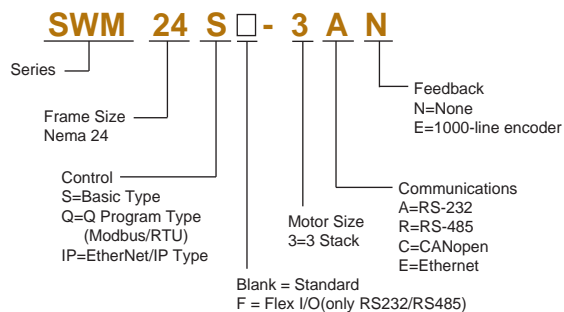 SWM 24 S □ - 3 A N
Series
Frame Size
Nema 24
Control
S=Basic Type
Q=Q Program Type
(Modbus/RTU)
IP=EtherNet/IP Type
Blank = Standard
F = Flex I/O(only RS232/RS485)
Motor Size
3=3 Stack
Communications
A=RS-232
R=RS-485
C=CANopen
E=Ethernet
Feedback
N=None
E=1000-line encoder